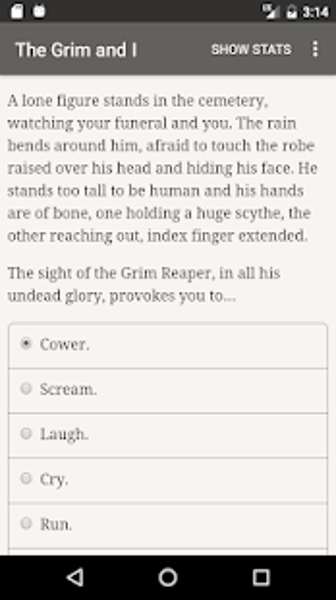 3:14
The Grim and I SHOW STATS
A lone figure stands in the cemetery,
watching your funeral and you. The rain
bends around him, afraid to touch the robe
raised over his head and hiding his face. He
stands too tall to be human and his hands
are of bone, one holding a huge scythe, the
other reaching out, index finger extended.
The sight of the Grim Reaper, in all his
undead glory, provokes you to...
Cower.
Scream.
Laugh.
Cry.
Run.